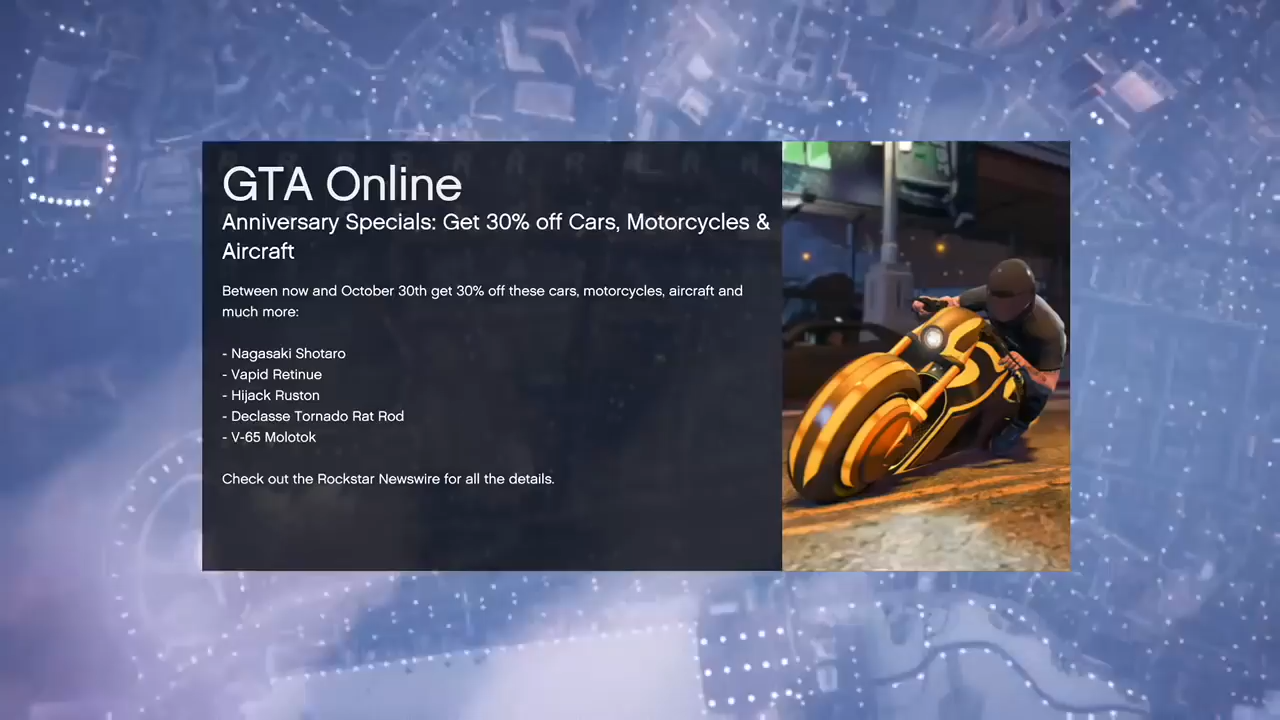 GTA Online
Anniversary Specials: Get 30% off Cars, Motorcycles &
Aircraft
Between now and October 30th get 30% off these cars, motorcycles, aircraft and
much more:
- Nagasaki Shotaro
- Vapid Retinue
- Hijack Ruston
- Declasse Tornado Rat Rod
- V-65 Molotok
Check out the Rockstar Newswire for all the details.